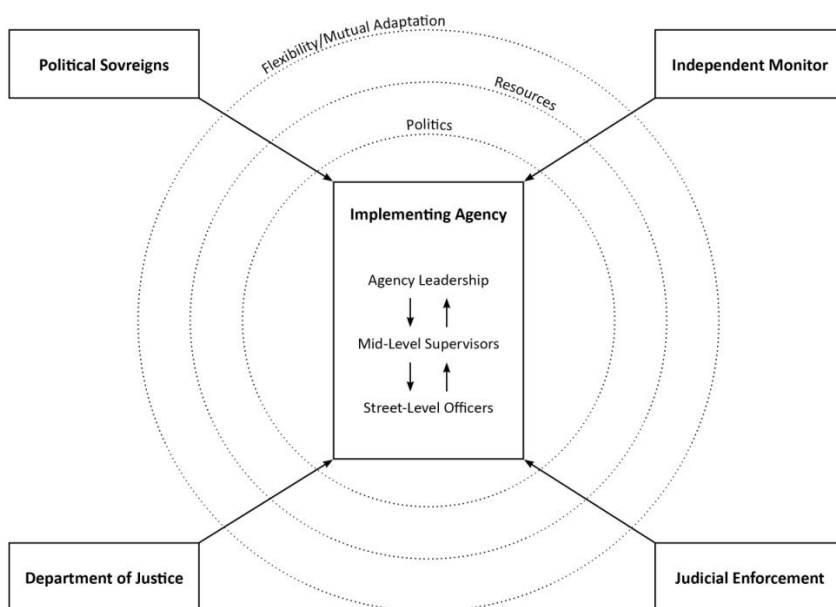 Flexibility/Mutual Adaptation
Political Sovreigns
Independent Monitor
Resources
Politics
Implementing Agency
Agency Leadership
Mid-Level Supervisors
Street-Level Officers
Department of Justice
Judicial Enforcement